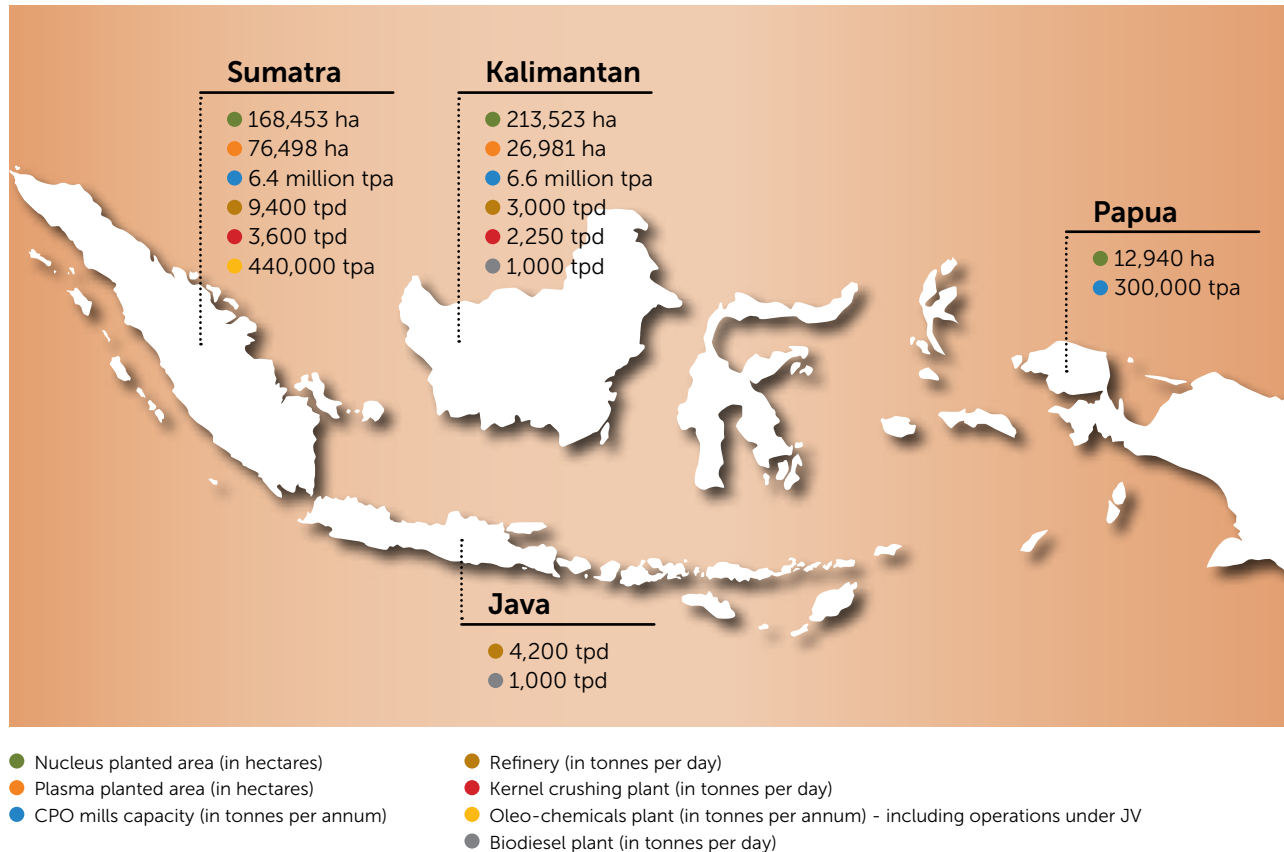 Sumatra
168,453 ha
76,498 ha
6.4 million tpa
9,400 tpd
3,600 tpd
440,000 tpa
Kalimantan
213,523 ha
26,981 ha
6.6 million tpa
3,000 tpd
2,250 tpd
1,000 tpd
Papua
12,940 ha
300,000 tpa
Java
4,200 tpd
1,000 tpd
Nucleus planted area (in hectares)
Plasma planted area (in hectares)
CPO mills capacity (in tonnes per annum)
Refinery (in tonnes per day)
Kernel crushing plant (in tonnes per day)
Oleo-chemicals plant (in tonnes per annum) - including operations under JV
Biodiesel plant (in tonnes per day)